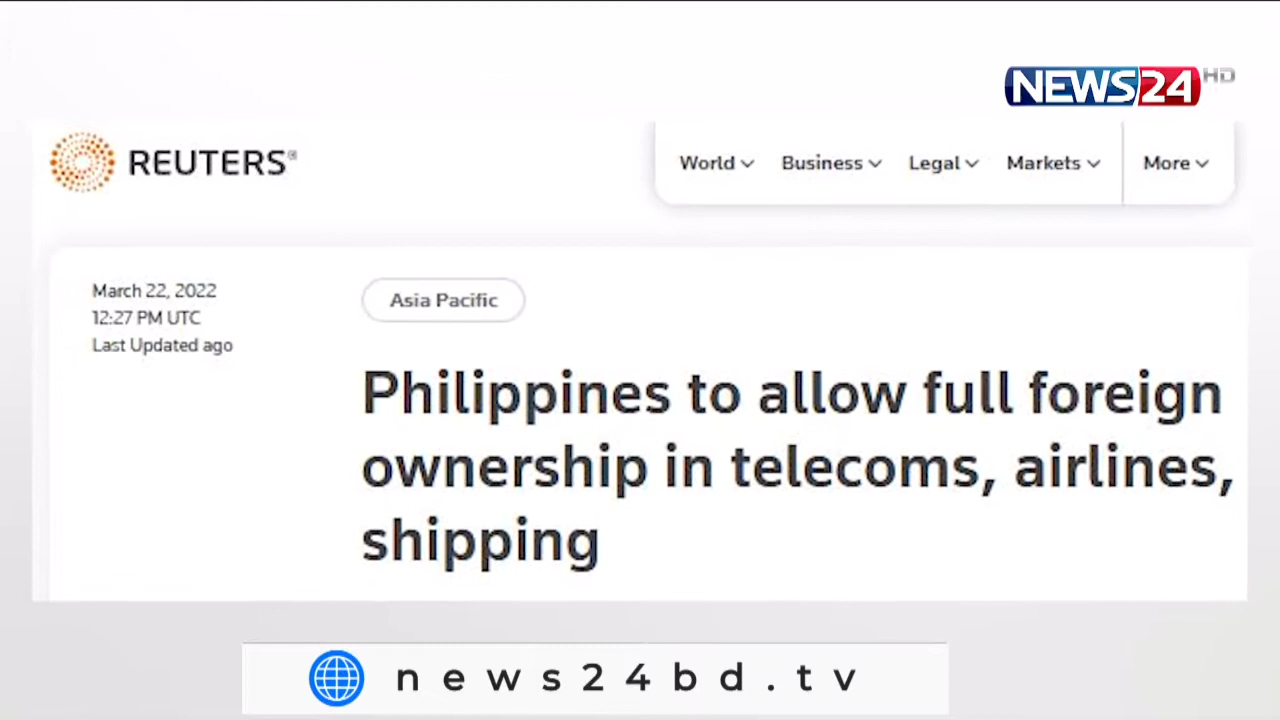 NEWS24 HD
REUTERS®
World Business Legal Markets More
March 22, 2022
12:27 PM UTC
Last Updated ago
Asia Pacific
Philippines to allow full foreign
ownership in telecoms, airlines,
shipping
news24bd.tv